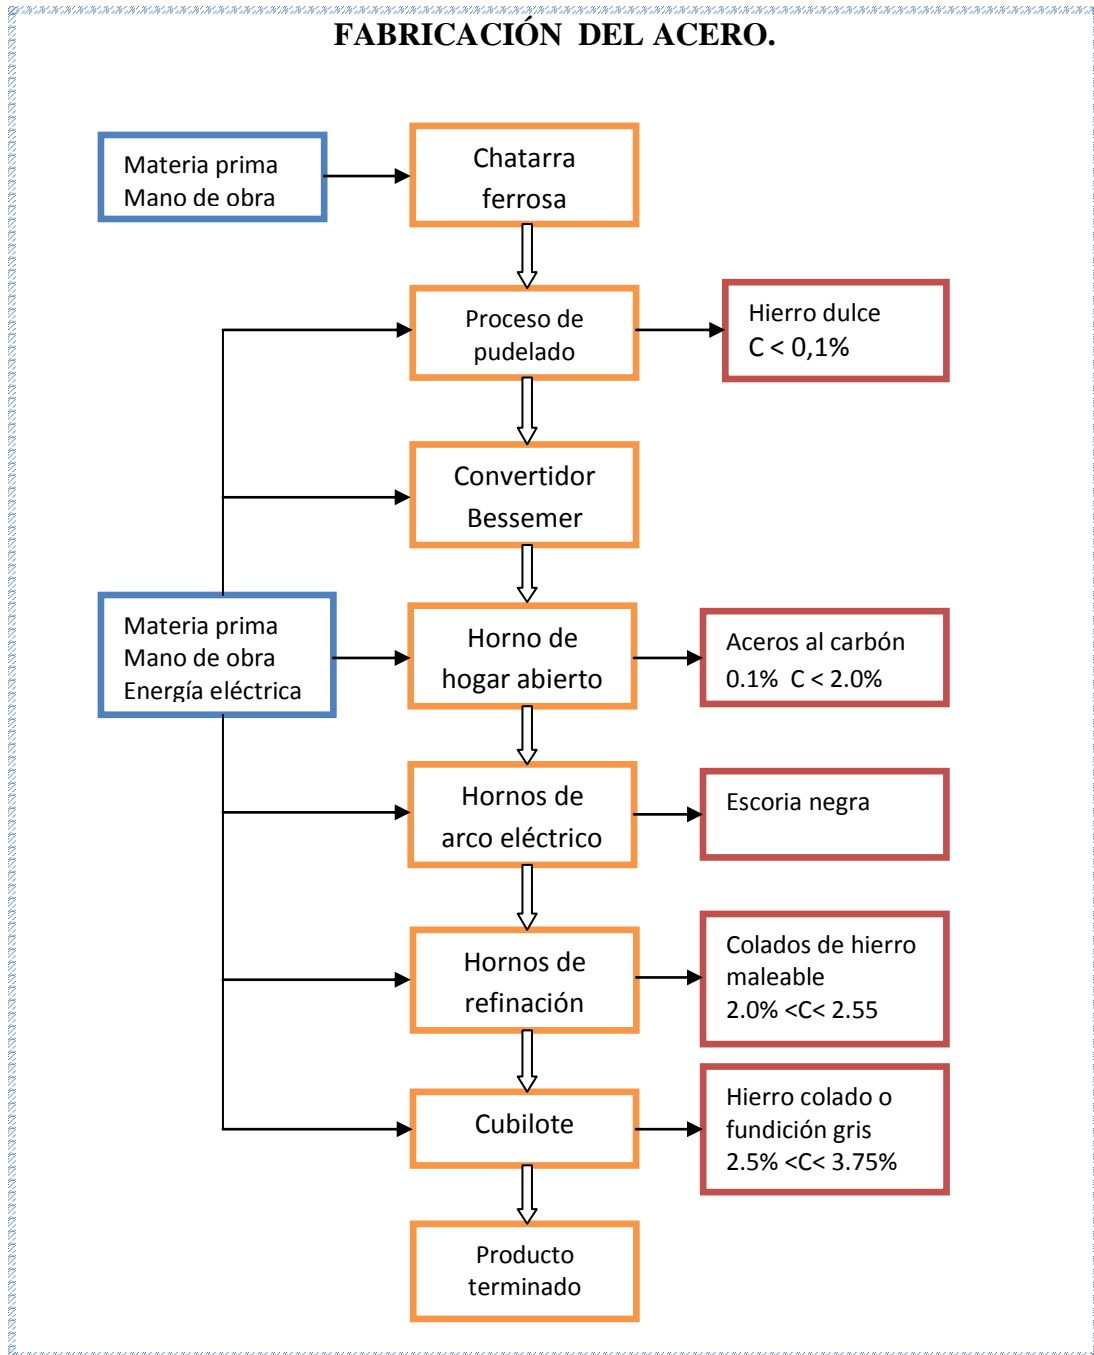 FABRICACIÓN DEL ACERO.
Materia prima
Mano de obra
Chatarra
ferrosa
Proceso de
pudelado
Hierro dulce
C < 0,1%
Convertidor
Bessemer
Materia prima
Mano de obra
Energía eléctrica
Horno de
hogar abierto
Aceros al carbón
0.1% C < 2.0%
Hornos de
arco eléctrico
Escoria negra
Hornos de
refinación
Colados de hierro
maleable
2.0% <C< 2.55
Cubilote
Hierro colado o
fundición gris
2.5% <C< 3.75%
Producto
terminado